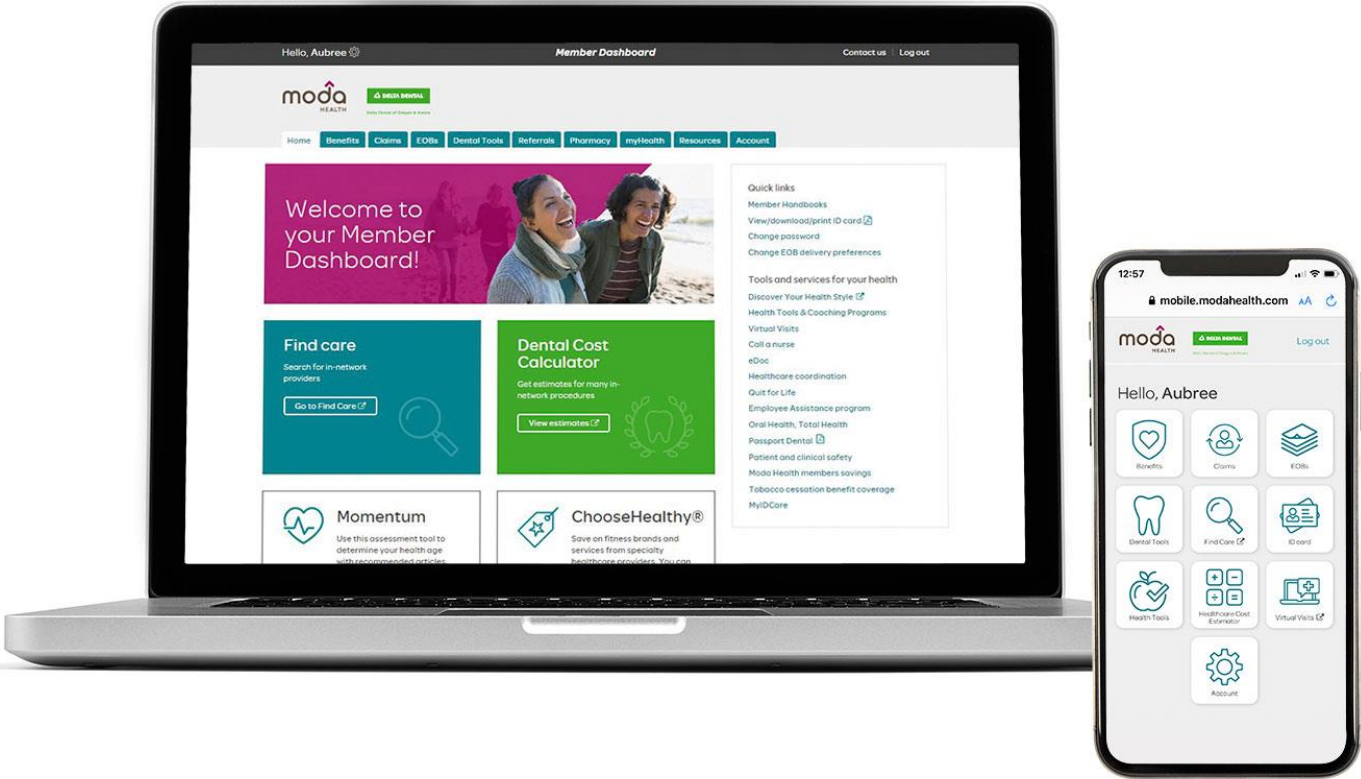 Hello, Aubree
Member Dashboard
Contact us
Log out
moda
HEALTH
DELTA DENTAL
Home
Benefits
Claims
EOBs
Dental Tools
Referrals
Pharmacy
myHealth
Resources
Account
Welcome to
your Member
Dashboard!
Find care
Search for in-network
providers
Go to Find Care
Dental Cost
Calculator
Get estimates for many in-
network procedures
View estimates
Momentum
Use this assessment tool to
determine your health age
with recommended articles,
ChooseHealthy®
Save on fitness brands and
services from specialty
healthcare providers. You can
Quick links
Member Handbooks
View/download/print ID card
Change password
Change EOB delivery preferences
Tools and services for your health
Discover Your Health Style
Health Tools & Coaching Programs
Virtual Visits
Call a nurse
eDoc
Healthcare coordination
Quit for Life
Employee Assistance program
Oral Health, Total Health
Passport Dental
Patient and clinical safety
Moda Health members savings
Tobacco cessation benefit coverage
MyIDCare
12:57
mobile.modahealth.com AA
moda
HEALTH
DELTA DENTAL
Log out
Hello, Aubree
Benefits
Claims
EOBs
Dental Tools
Find Care
ID card
Health Tools
Healthcare Cost
Estimator
Virtual Visits
Account